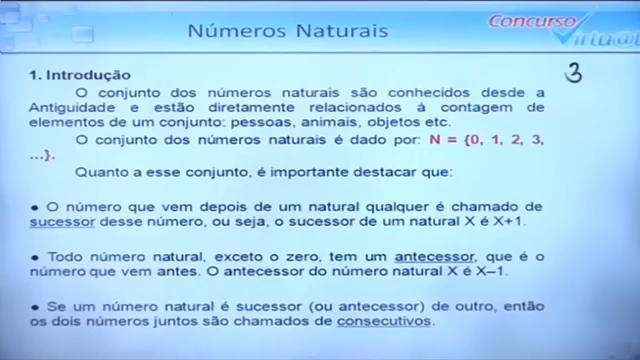 Números Naturais
Concurso
Virtual
3
1. Introdução
O conjunto dos números naturais são conhecidos desde a
Antiguidade e estão diretamente relacionados à contagem de
elementos de um conjunto: pessoas, animais, objetos etc.
O conjunto dos números naturais é dado por: N = {0, 1, 2, 3,
...}.
Quanto a esse conjunto, é importante destacar que:
● O número que vem depois de um natural qualquer é chamado de
sucessor desse número, ou seja, o sucessor de um natural X é X+1.
● Todo número natural, exceto o zero, tem um antecessor, que é o
número que vem antes. O antecessor do número natural X é X–1.
● Se um número natural é sucessor (ou antecessor) de outro, então
os dois números juntos são chamados de consecutivos.